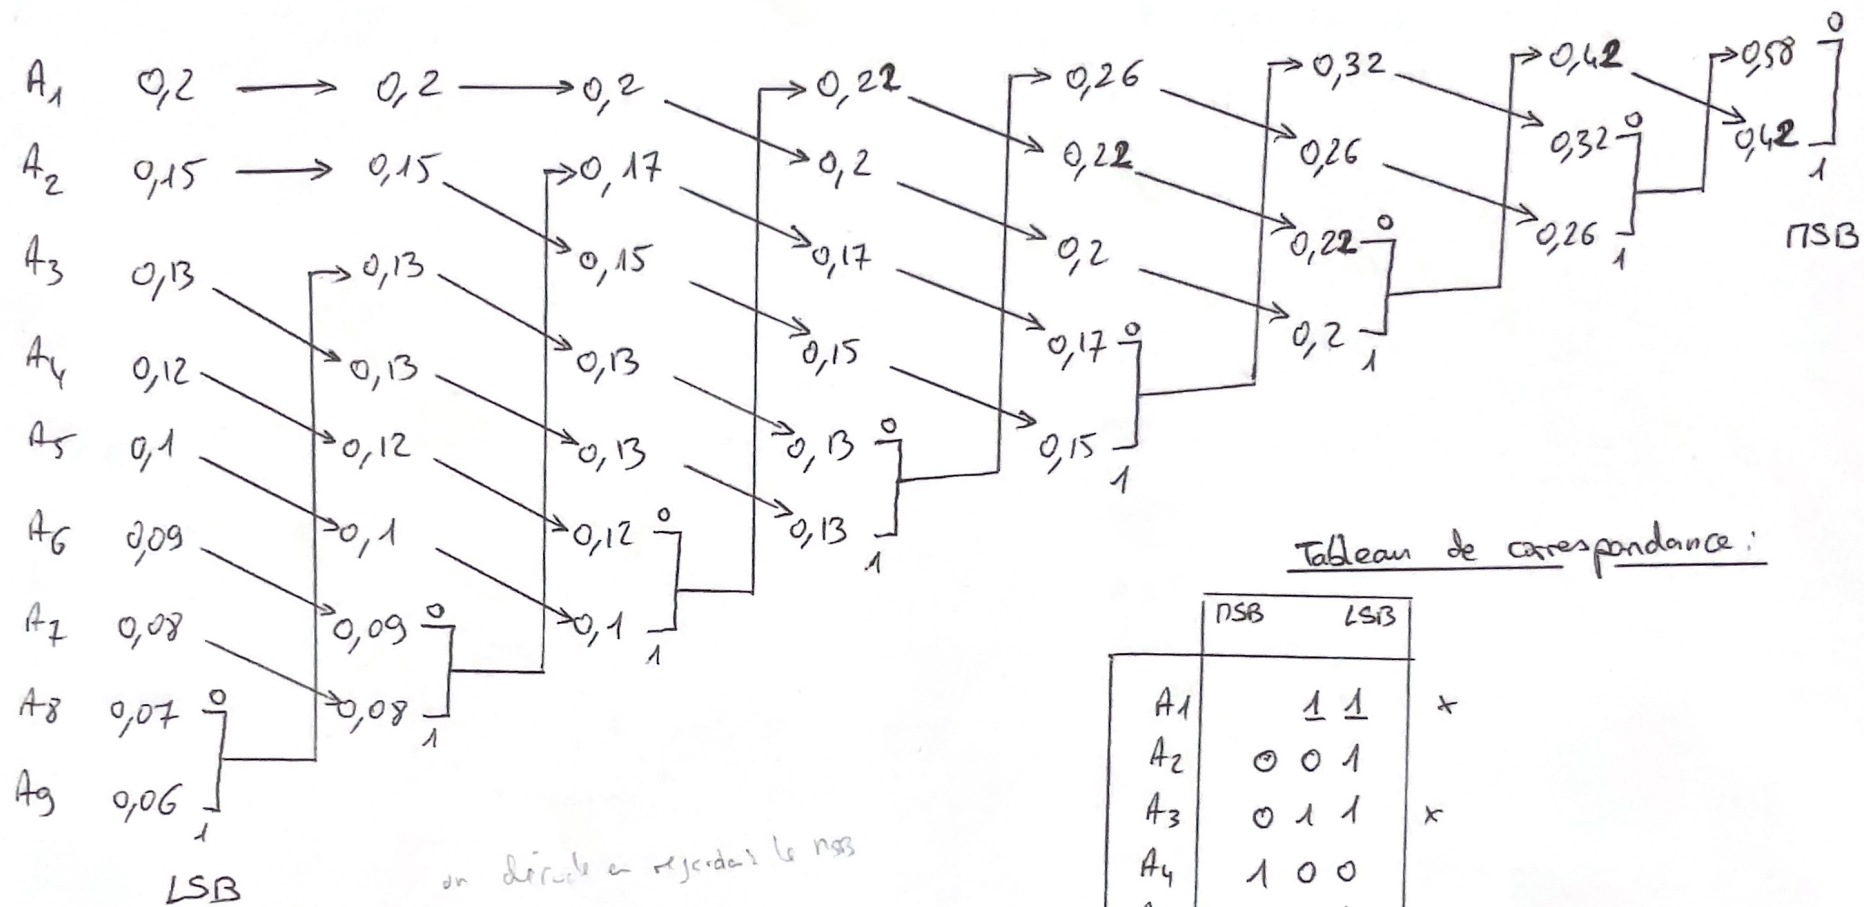 A1 0,2 0,2 0,2 0,22 0,26 0,32 0,42 0,58 0
A2 0,15 0,15 0,17 0,2 0,22 0,26 0,32 0 0,42 1
A3 0,13 0,13 0,15 0,17 0,2 0,22 0 0,26 1 MSB
A4 0,12 0,13 0,13 0,15 0,17 0 0,2 1
A5 0,1 0,12 0,13 0,13 0 0,15 1
A6 0,09 0,1 0,12 0 0,13 1
A7 0,08 0,09 0 0,1 1
A8 0,07 0 0,08 1
A9 0,06 1
LSB
on en regardant le MSB
Tableau de correspondance :
MSB LSB
A1 1 1 x
A2 0 0 1
A3 0 1 1 x
A4 1 0 0